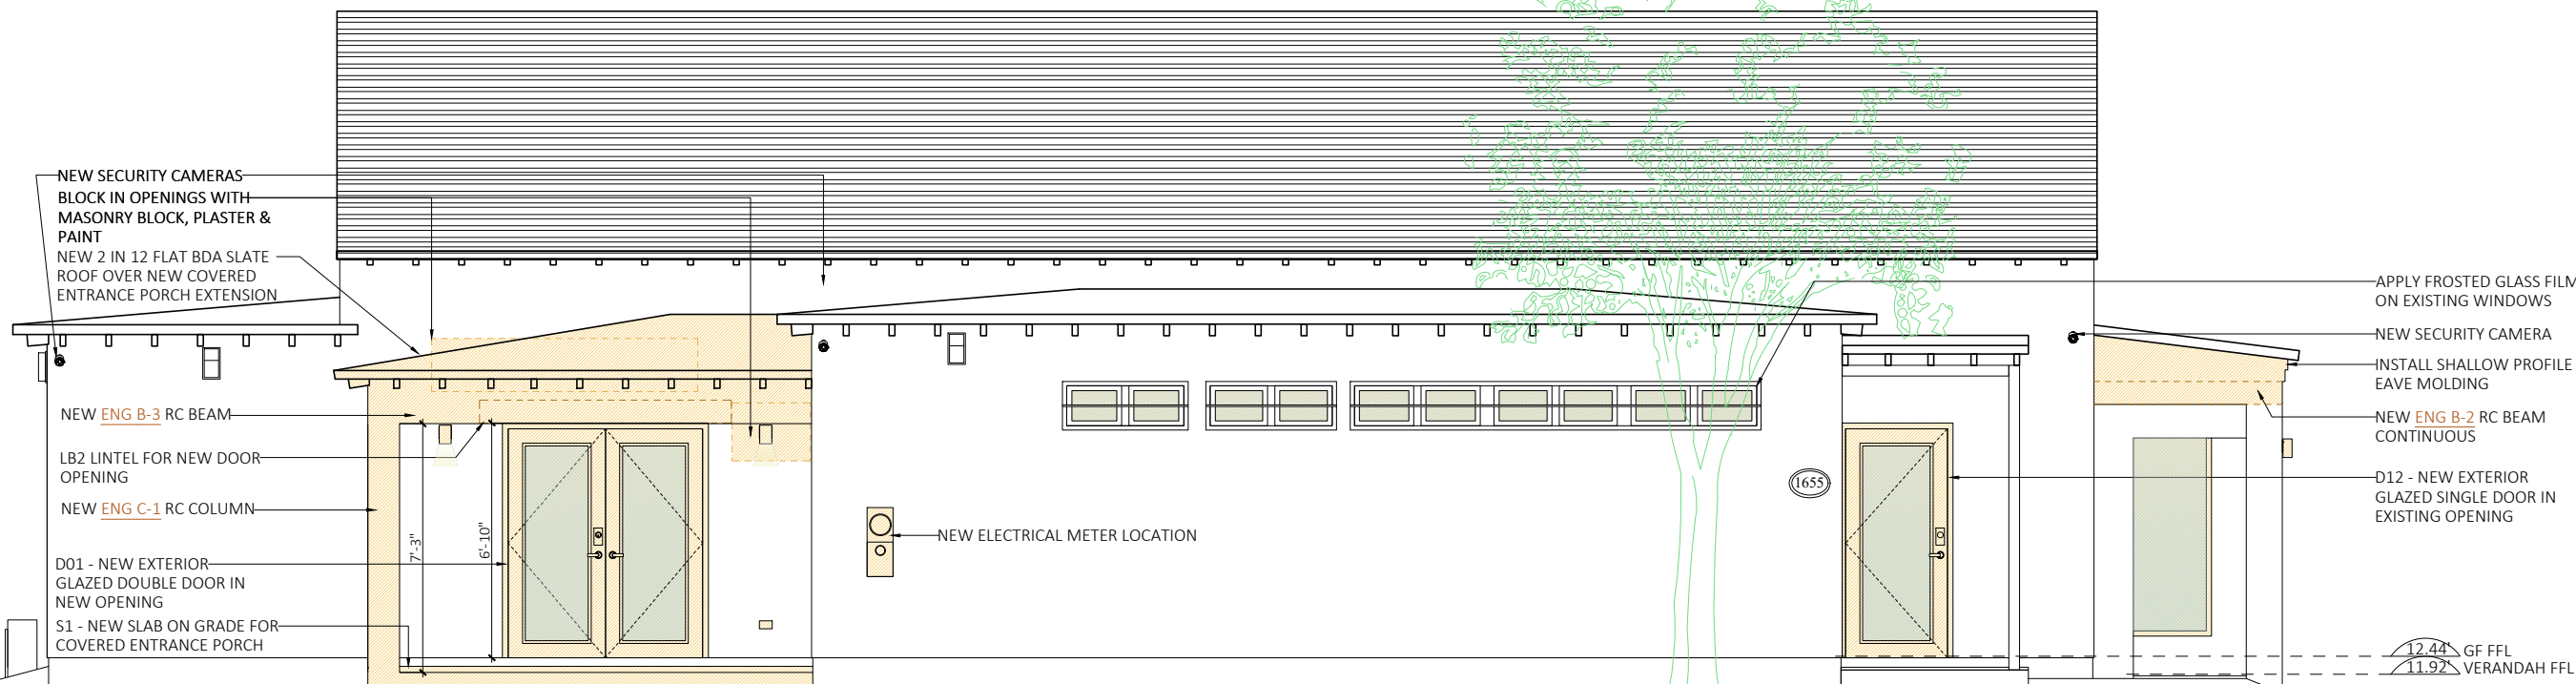 NEW SECURITY CAMERAS
BLOCK IN OPENINGS WITH
MASONRY BLOCK, PLASTER &
PAINT
NEW 2 IN 12 FLAT BDA SLATE
ROOF OVER NEW COVERED
ENTRANCE PORCH EXTENSION
NEW ENG B-3 RC BEAM
LB2 LINTEL FOR NEW DOOR
OPENING
NEW ENG C-1 RC COLUMN
D01 - NEW EXTERIOR
GLAZED DOUBLE DOOR IN
NEW OPENING
S1 - NEW SLAB ON GRADE FOR
COVERED ENTRANCE PORCH
7'-3"
6'-10"
NEW ELECTRICAL METER LOCATION
1655
APPLY FROSTED GLASS FILM
ON EXISTING WINDOWS
NEW SECURITY CAMERA
INSTALL SHALLOW PROFILE
EAVE MOLDING
NEW ENG B-2 RC BEAM
CONTINUOUS
D12 - NEW EXTERIOR
GLAZED SINGLE DOOR IN
EXISTING OPENING
12.44' GF FFL
11.92' VERANDAH FFL